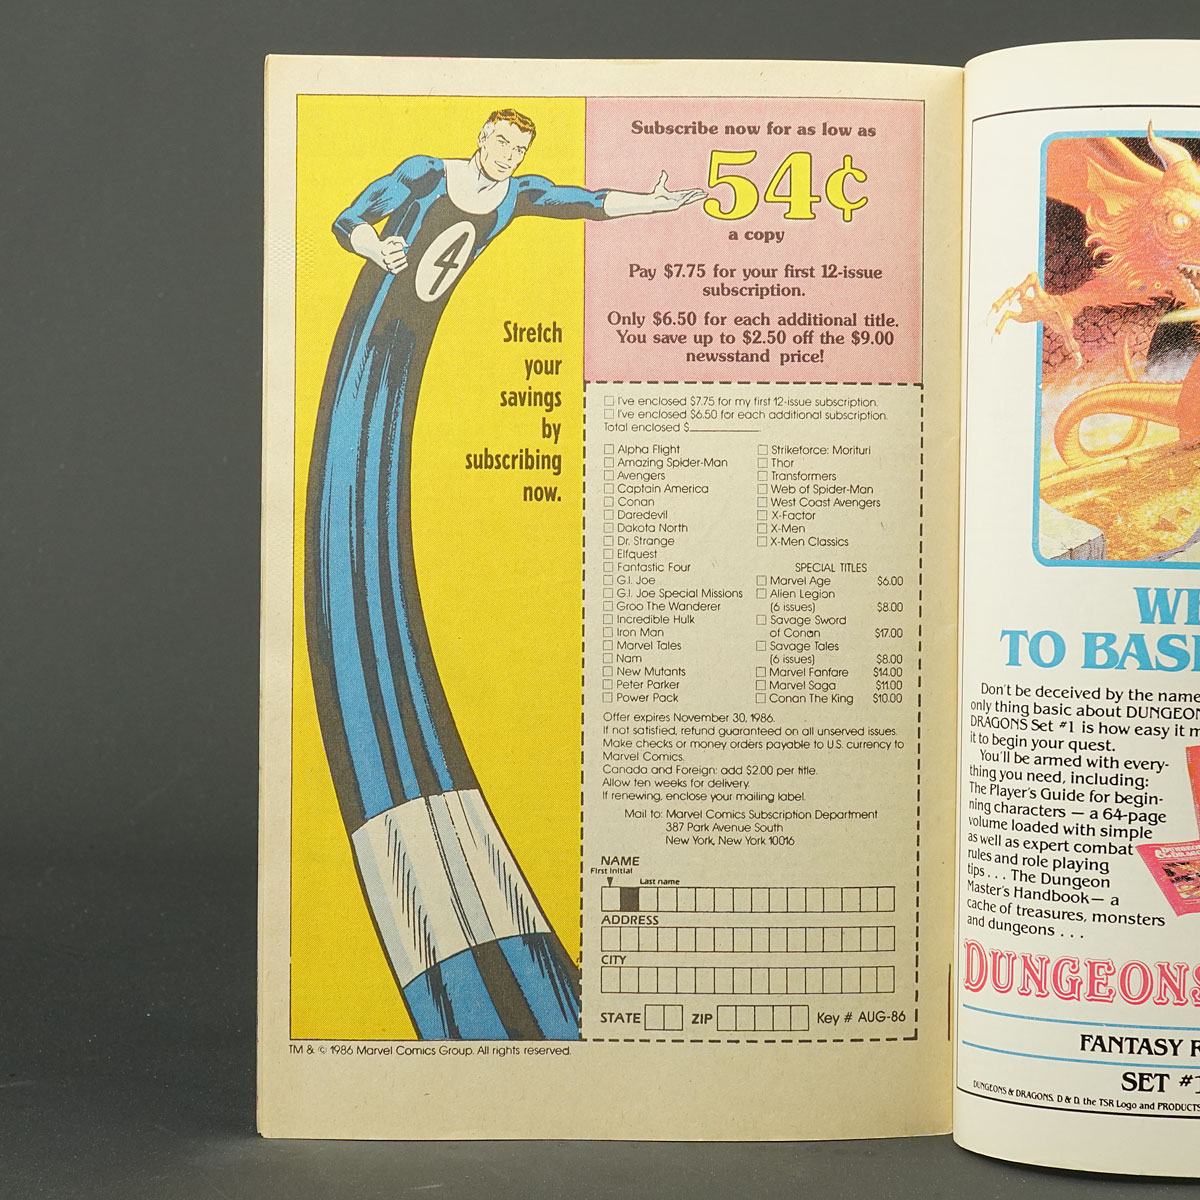 4
Stretch
your
savings
by
subscribing
now.
Subscribe now for as low as
54¢
a copy
Pay $7.75 for your first 12-issue
subscription.
Only $6.50 for each additional title.
You save up to $2.50 off the $9.00
newsstand price!
I've enclosed $7.75 for my first 12-issue subscription.
I've enclosed $6.50 for each additional subscription.
Total enclosed $
Alpha Flight
Amazing Spider-Man
Avengers
Captain America
Conan
Daredevil
Dakota North
Dr. Strange
Elfquest
Fantastic Four
G.I. Joe
G.I. Joe Special Missions
Groo The Wanderer
Incredible Hulk
Iron Man
Marvel Tales
Nam
New Mutants
Peter Parker
Power Pack
Strikeforce: Morituri
Thor
Transformers
Web of Spider-Man
West Coast Avengers
X-Factor
X-Men
X-Men Classics
SPECIAL TITLES
Marvel Age $6.00
Alien Legion
(6 issues) $8.00
Savage Sword
of Conan $17.00
Savage Tales
(6 issues) $8.00
Marvel Fanfare $14.00
Marvel Saga $11.00
Conan The King $10.00
Offer expires November 30, 1986.
If not satisfied, refund guaranteed on all unserved issues.
Make checks or money orders payable to U.S. currency to
Marvel Comics.
Canada and Foreign: add $2.00 per title.
Allow ten weeks for delivery.
If renewing, enclose your mailing label.
Mail to: Marvel Comics Subscription Department
387 Park Avenue South
New York, New York 10016
NAME
First Initial
Last name
ADDRESS
CITY
STATE ZIP Key # AUG-86
TM & © 1986 Marvel Comics Group. All rights reserved.
WE
TO BASI
Don't be deceived by the name
only thing basic about DUNGEON
DRAGONS Set #1 is how easy it m
it to begin your quest.
You'll be armed with every-
thing you need, including:
The Player's Guide for begin-
ning characters — a 64-page
volume loaded with simple
as well as expert combat
rules and role playing
tips . . . The Dungeon
Master's Handbook— a
cache of treasures, monsters
and dungeons . . .
DUNGEONS
FANTASY R
SET #1
DUNGEONS & DRAGONS, D & D, the TSR Logo and PRODUCTS